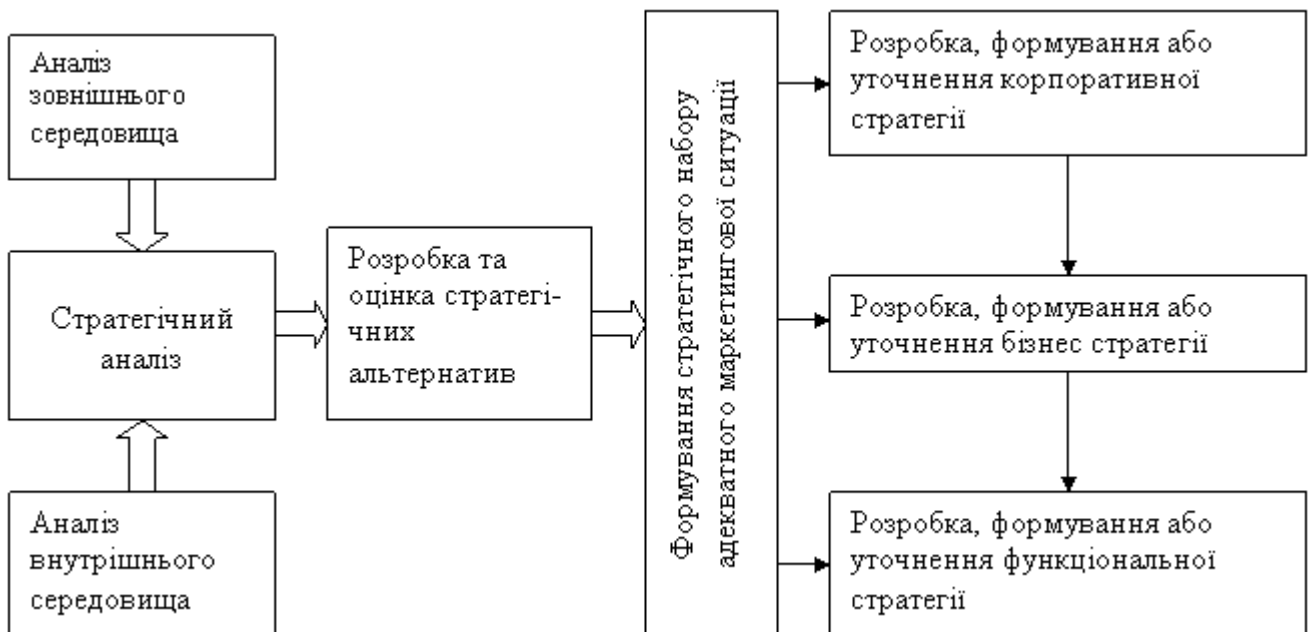 Аналіз
зовнішнього
середовища
Стратегічний
аналіз
Аналіз
внутрішнього
середовища
Розробка та
оцінка стратегі-
чних
альтернатив
Формування стратегічного набору
адекватного маркетингової ситуації
Розробка, формування або
уточнення корпоративної
стратегії
Розробка, формування або
уточнення бізнес стратегії
Розробка, формування або
уточнення функціональної
стратегії